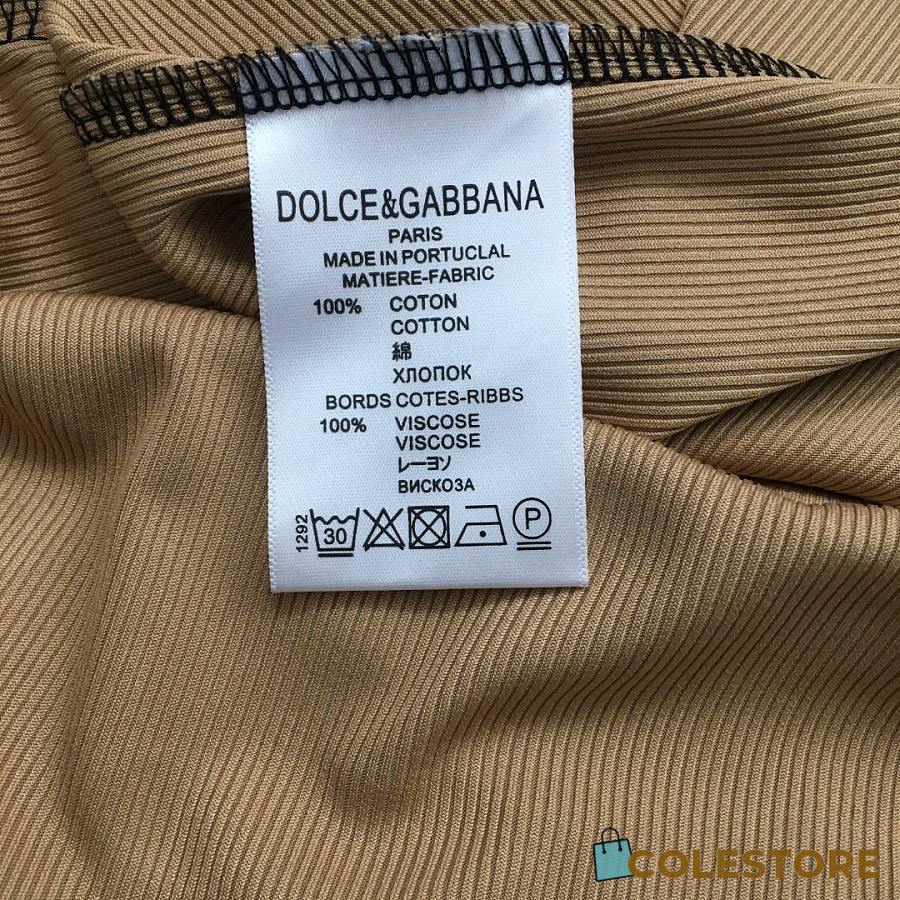 DOLCE&GABBANA
PARIS
MADE IN PORTUCLAL
MATIERE-FABRIC
100% COTON
COTTON
綿
ХЛОПОК
BORDS COTES-RIBBS
100% VISCOSE
VISCOSE
レーヨソ
ВИСКОЗА
1292
30
P
COLESTORE